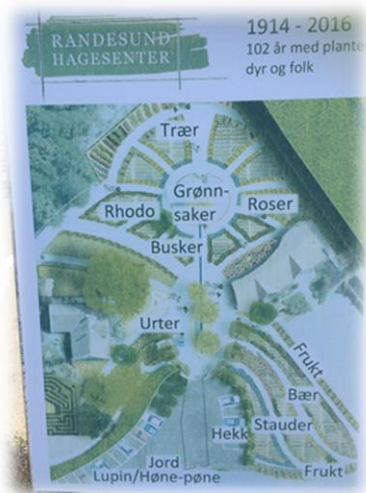 RANDESUND
HAGESENTER
1914 - 2016
102 år med plante
dyr og folk
Trær
Grønn-
saker
Rhodo
Roser
Busker
Urter
Frukt
Bær
Stauder
Hekk
Jord
Lupin/Høne-pøne
Frukt